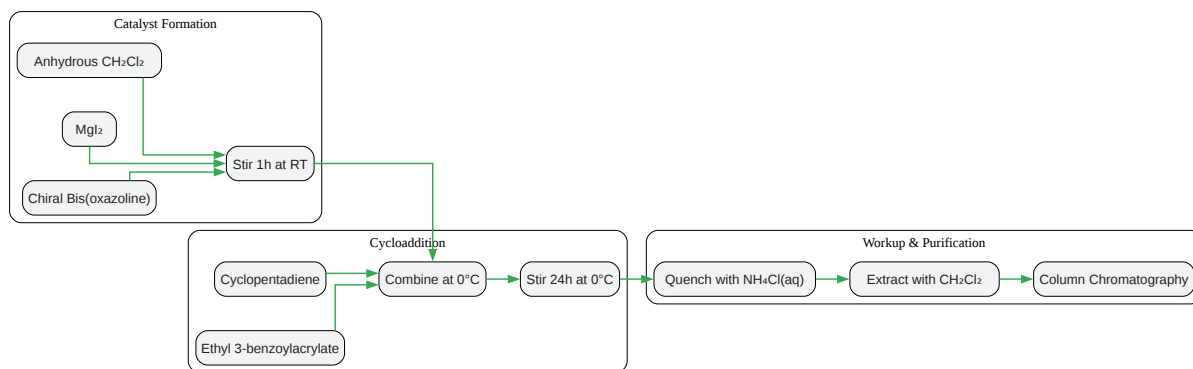 Catalyst Formation
Anhydrous CH₂Cl₂
MgI₂
Stir 1h at RT
Chiral Bis(oxazoline)
Cycloaddition
Cyclopentadiene
Combine at 0°C
Stir 24h at 0°C
Ethyl 3-benzoylacrylate
Workup & Purification
Quench with NH₄Cl(aq)
Extract with CH₂Cl₂
Column Chromatography